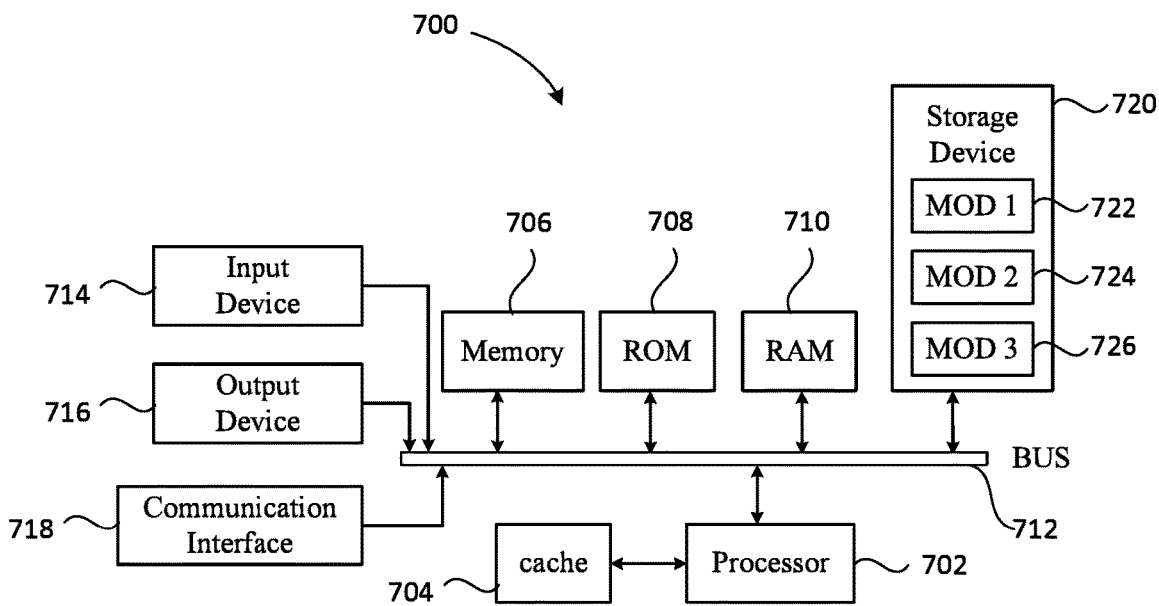 700
720
Storage
Device
MOD 1
722
706
708
710
Input
Device
714
MOD 2
724
Memory
ROM
RAM
MOD 3
726
Output
Device
716
BUS
Communication
Interface
718
712
cache
704
Processor
702